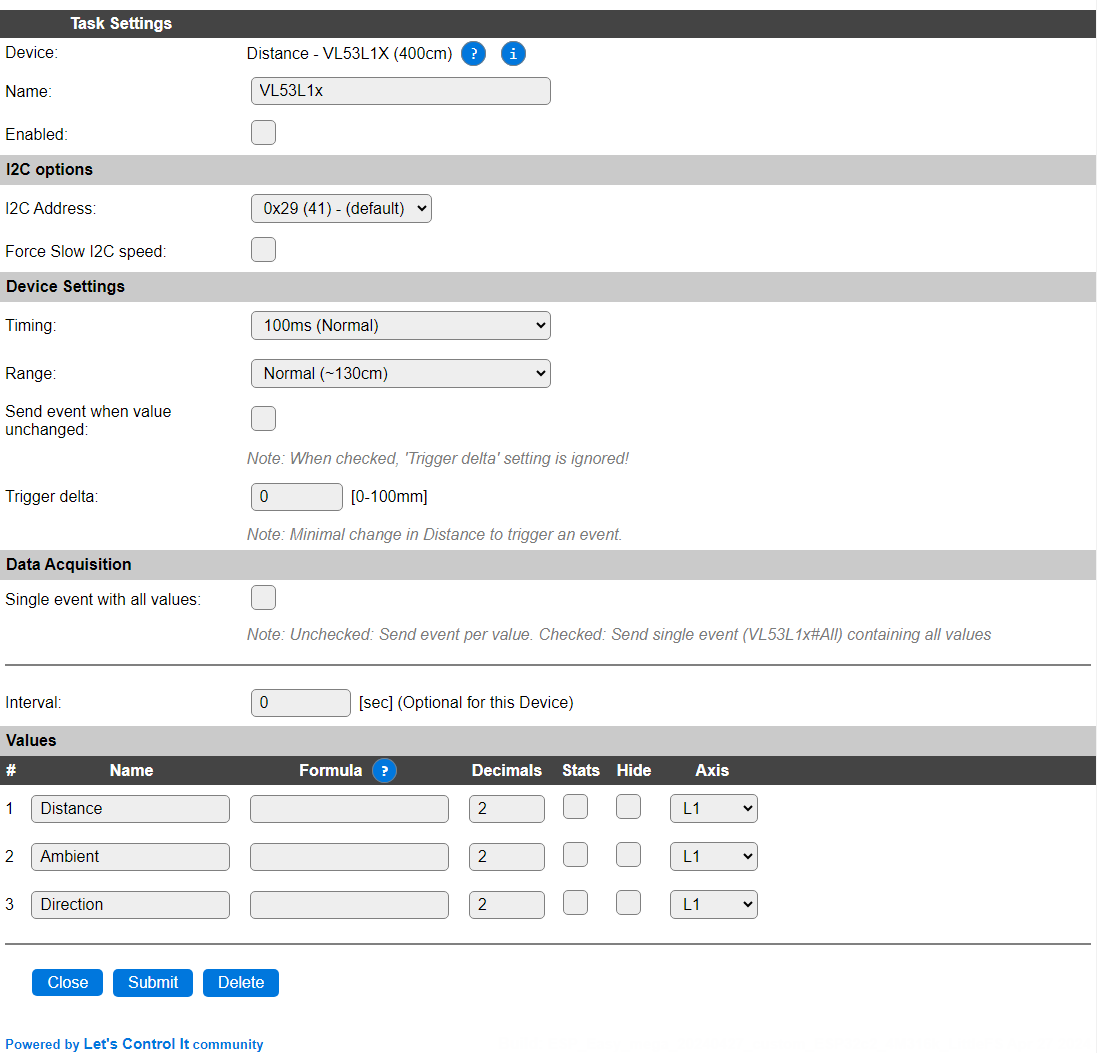 Task Settings
Device: Distance - VL53L1X (400cm) ? i
Name: VL53L1x
Enabled:
I2C options
I2C Address: 0x29 (41) - (default)
Force Slow I2C speed:
Device Settings
Timing: 100ms (Normal)
Range: Normal (~130cm)
Send event when value
unchanged:
Note: When checked, 'Trigger delta' setting is ignored!
Trigger delta: 0 [0-100mm]
Note: Minimal change in Distance to trigger an event.
Data Acquisition
Single event with all values:
Note: Unchecked: Send event per value. Checked: Send single event (VL53L1x#All) containing all values
Interval: 0 [sec] (Optional for this Device)
Values
# Name Formula ? Decimals Stats Hide Axis
1 Distance 2 L1
2 Ambient 2 L1
3 Direction 2 L1
Close Submit Delete
Powered by Let's Control It community